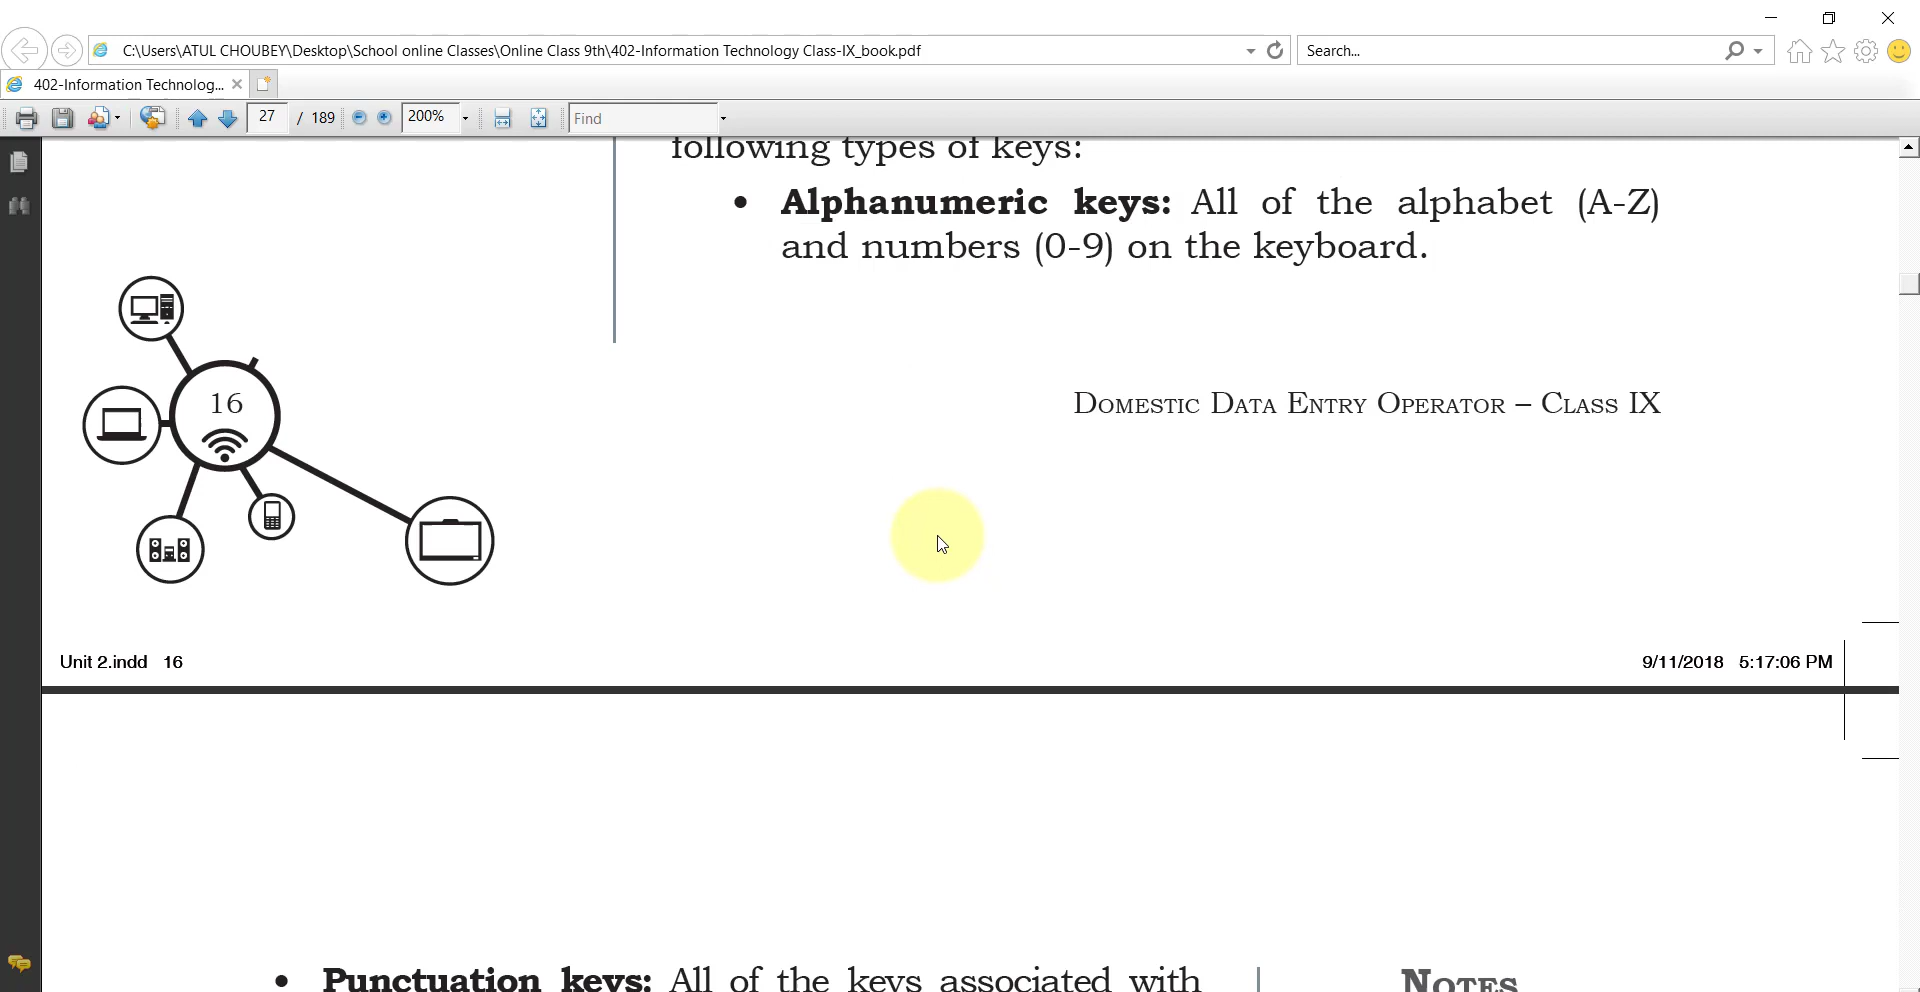 C:\Users\ATUL CHOUBEY\Desktop\School online Classes\Online Class 9th\402-Information Technology Class-IX_book.pdf
Search...
402-Information Technolog...
27 / 189
200%
Find
following types of keys:
• Alphanumeric keys: All of the alphabet (A-Z)
and numbers (0-9) on the keyboard.
16
Domestic Data Entry Operator – Class IX
Unit 2.indd 16
9/11/2018 5:17:06 PM
• Punctuation keys: All of the keys associated with
Notes